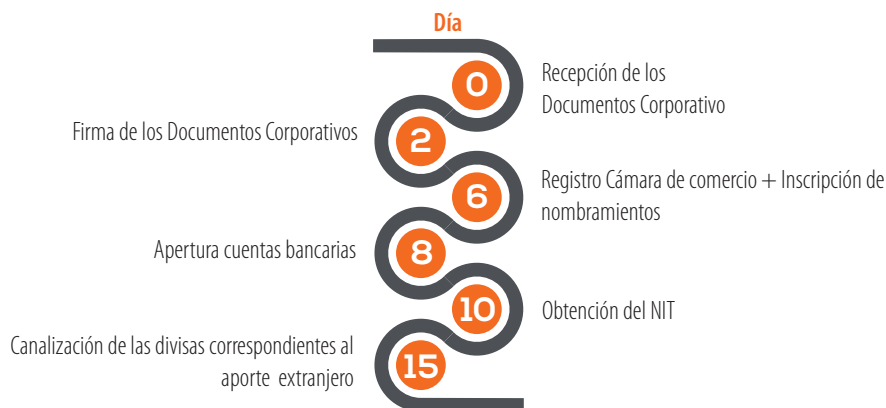 Día
0
Recepción de los
Documentos Corporativo
Firma de los Documentos Corporativos
2
6
Registro Cámara de comercio + Inscripción de
nombramientos
Apertura cuentas bancarias
8
10
Obtención del NIT
Canalización de las divisas correspondientes al
aporte extranjero
15